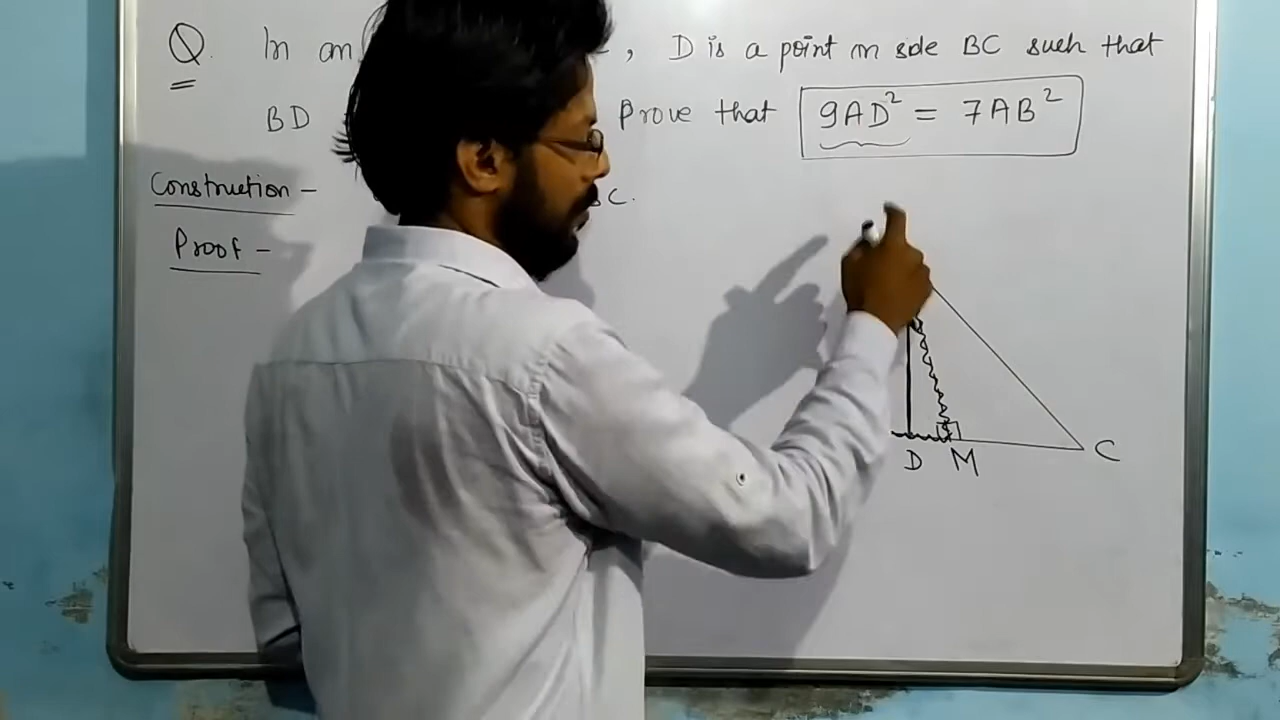 Q. In an , D is a point on side BC such that
BD Prove that 9AD² = 7AB²
Construction - BC.
Proof -
D M C